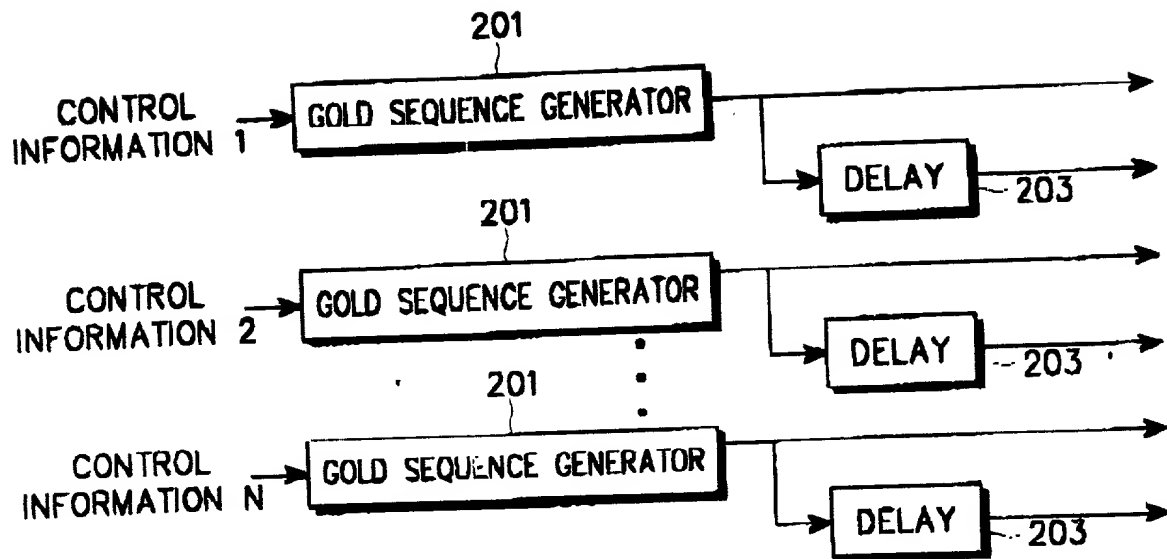 201
CONTROL
INFORMATION 1
GOLD SEQUENCE GENERATOR
DELAY
203
201
CONTROL
INFORMATION 2
GOLD SEQUENCE GENERATOR
DELAY
203
201
CONTROL
INFORMATION N
GOLD SEQUENCE GENERATOR
DELAY
203